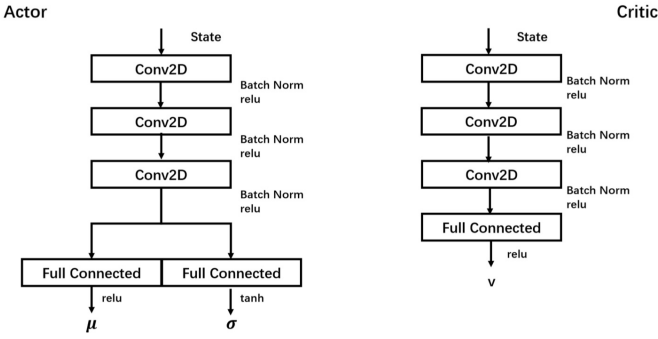 Actor
State
Conv2D
Batch Norm
relu
Conv2D
Batch Norm
relu
Conv2D
Batch Norm
relu
Full Connected
Full Connected
relu
tanh
μ
σ
Critic
State
Conv2D
Batch Norm
relu
Conv2D
Batch Norm
relu
Conv2D
Batch Norm
relu
Full Connected
relu
v